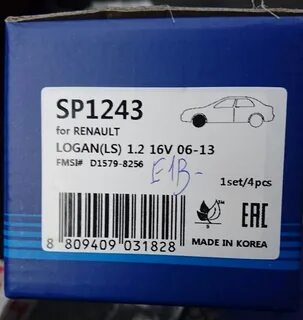 SP1243
for RENAULT
LOGAN(LS) 1.2 16V 06-13
FMSI# D1579-8256
E1B-
1set/4pcs
EAC
8 809409 031828
MADE IN KOREA